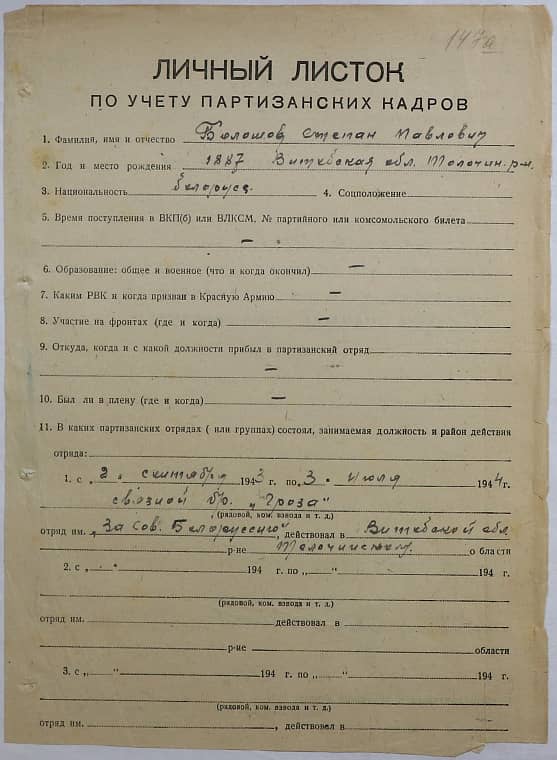 147а
ЛИЧНЫЙ ЛИСТОК
ПО УЧЕТУ ПАРТИЗАНСКИХ КАДРОВ
1. Фамилия, имя и отчество Болошов Степан Павлович
2. Год и место рождения 1887 Витебская обл. Толочин. р-н.
3. Национальность белорус. 4. Соцположение
5. Время поступления в ВКП(б) или ВЛКСМ, № партийного или комсомольского билета
—
6. Образование: общее и военное (что и когда окончил) —
7. Каким РВК и когда призван в Красную Армию —
8. Участие на фронтах (где и когда) —
9. Откуда, когда и с какой должности прибыл в партизанский отряд
—
10. Был ли в плену (где и когда) —
11. В каких партизанских отрядах ( или группах) состоял, занимаемая должность и район действия
отряда:
1. с „2„ сентября 1943 г. по „3„ июля 1944г.
связной бр. „Гроза"
(рядовой, ком. взвода и т. д.)
отряд им. „За Сов. Белоруссию", действовал в Витебской обл
р-не Толочинском. области
2. с „ " 194 г. по „ " 194 г.
(рядовой, ком. взвода и т. д.)
отряд им. действовал в
р-не области
3. с „ " 194 г. по „ " 194 г.
(рядовой, ком. взвода и т. д.)
отряд им. , действовал в